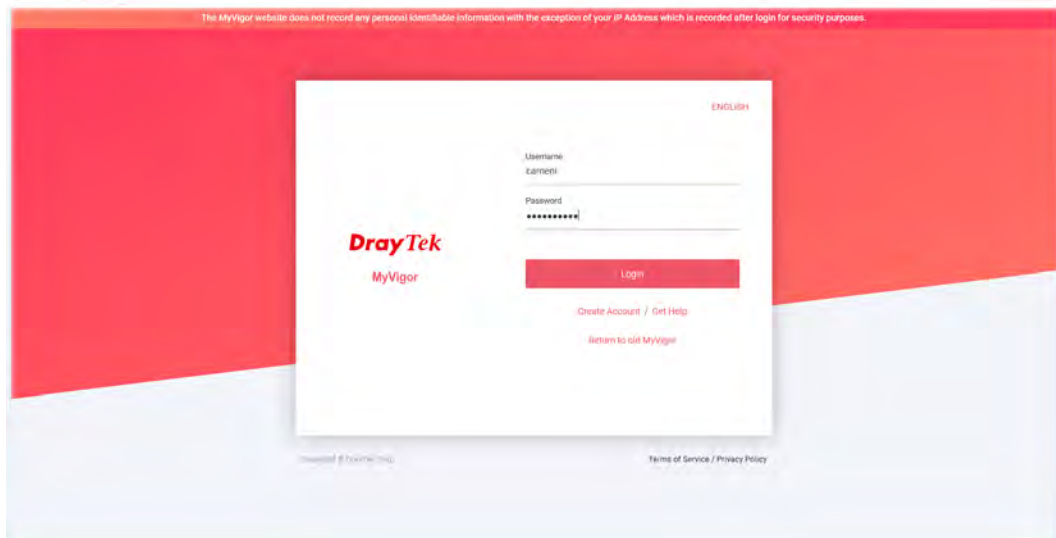 The MyVigor website does not record any personal identifiable information with the exception of your IP Address which is recorded after login for security purposes.
ENGLISH
Username
carrieni
Password
DrayTek
MyVigor
Login
Create Account / Get Help
Return to old MyVigor
Terms of Service / Privacy Policy